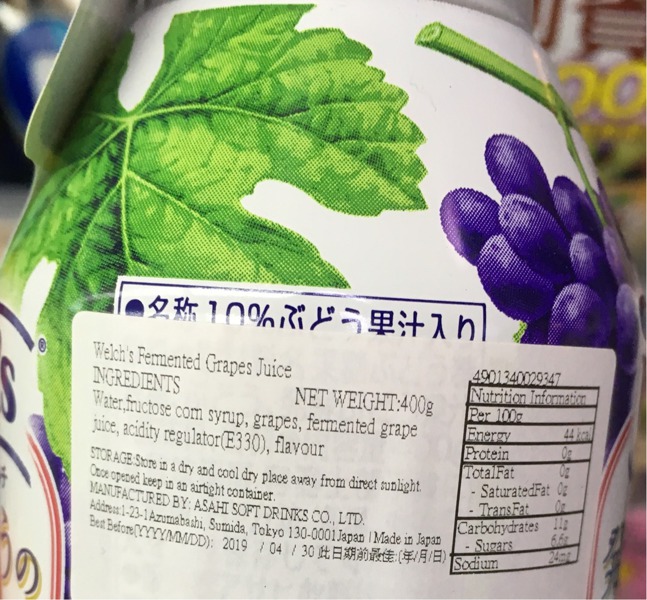 ●名称 10%ぶどう果汁入り
Welch's Fermented Grapes Juice
INGREDIENTS NET WEIGHT:400g
Water,fructose corn syrup, grapes, fermented grape
juice, acidity regulator(E330), flavour
STORAGE:Store in a dry and cool dry place away from direct sunlight.
Once opened keep in an airtight container.
MANUFACTURED BY: ASAHI SOFT DRINKS CO., LTD.
Address:1-23-1Azumabashi, Sumida, Tokyo 130-0001Japan | Made in Japan
Best Before(YYYY/MM/DD): 2019 / 04 / 30 此日期前最佳:(年/月/日)
4901340029347
Nutrition Information
Per 100g
Energy 44 kcal
Protein 0g
TotalFat 0g
- SaturatedFat 0g
- TransFat 0g
Carbohydrates 11g
- Sugars 6.6g
Sodium 24mg
s
®
の